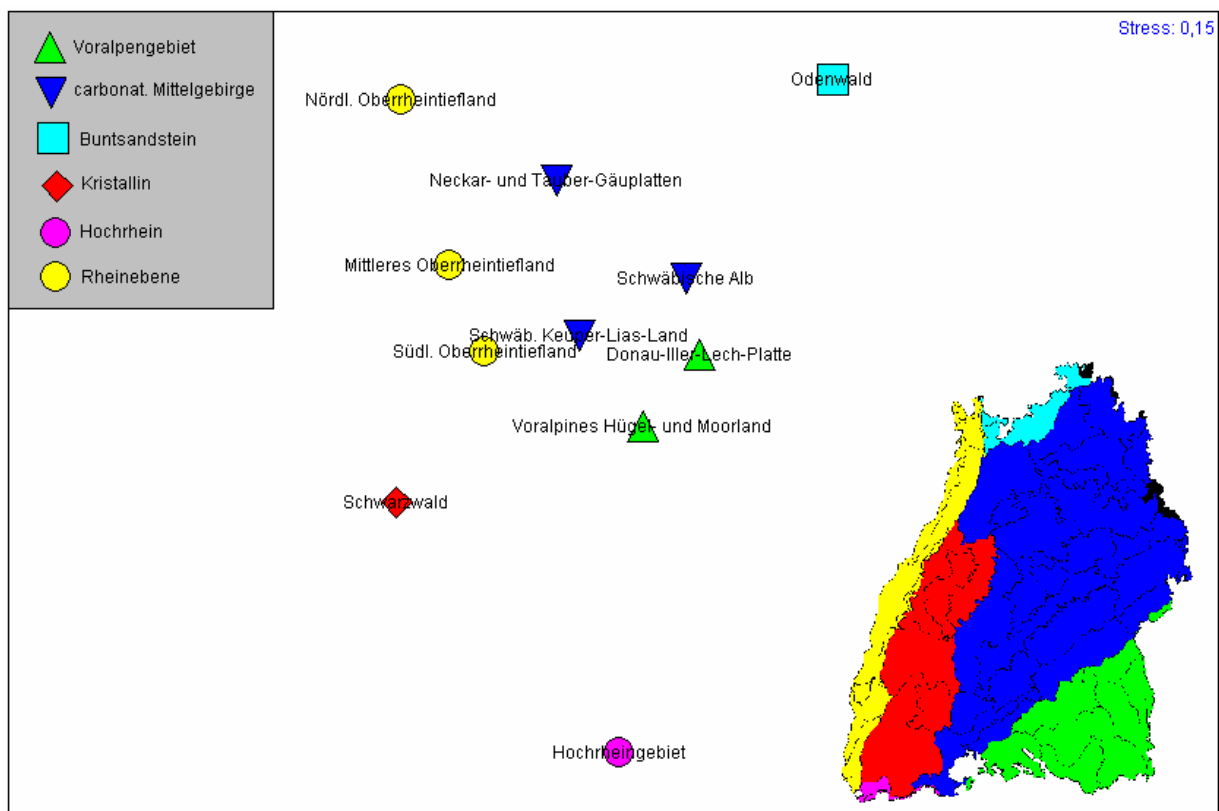 Voralpengebiet
carbonat. Mittelgebirge
Buntsandstein
Kristallin
Hochrhein
Rheinebene
Stress: 0,15
Odenwald
Nördl. Oberrheintiefland
Neckar- und Tauber-Gäuplatten
Mittleres Oberrheintiefland
Schwäbische Alb
Schwäb. Keuper-Lias-Land
Südl. Oberrheintiefland
Donau-Iller-Lech-Platte
Voralpines Hügel- und Moorland
Schwarzwald
Hochrheingebiet